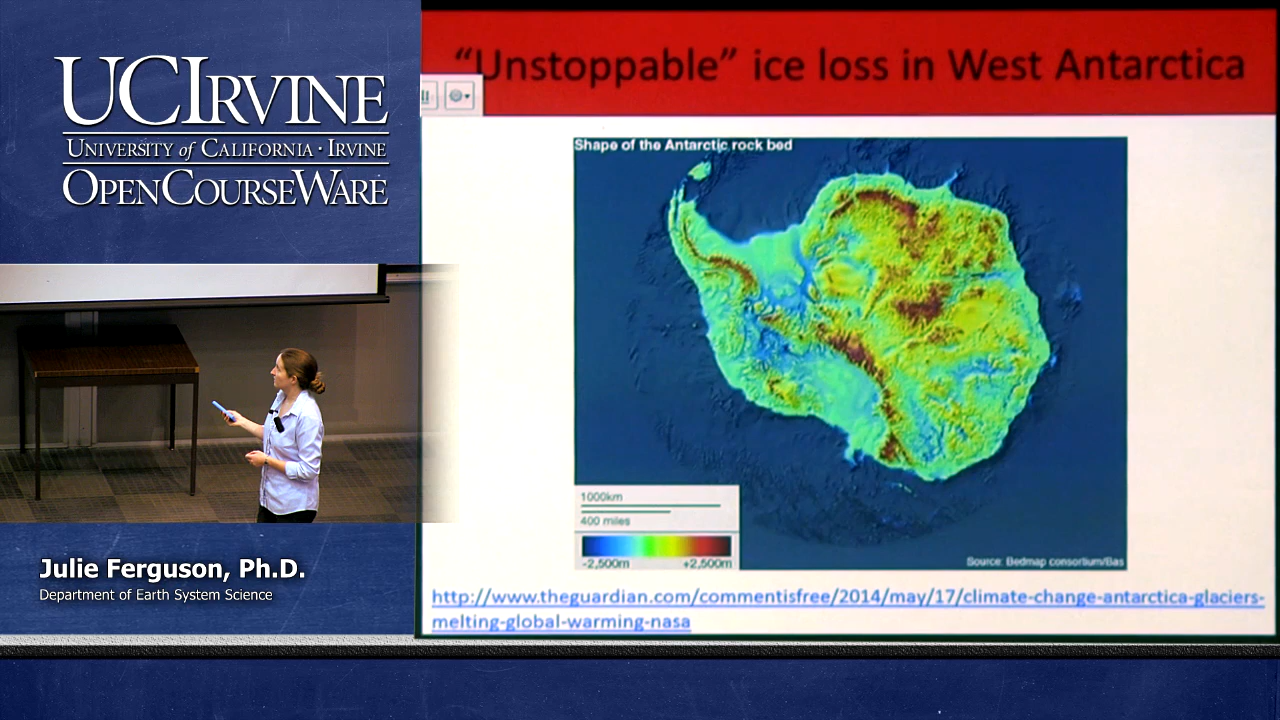 UCIRVINE
UNIVERSITY of CALIFORNIA · IRVINE
OPENCOURSEWARE
Julie Ferguson, Ph.D.
Department of Earth System Science
“Unstoppable” ice loss in West Antarctica
Shape of the Antarctic rock bed
1000km
400 miles
-2,500m +2,500m
Source: Bedmap consortium/Bas
http://www.theguardian.com/commentisfree/2014/may/17/climate-change-antarctica-glaciers-
melting-global-warming-nasa